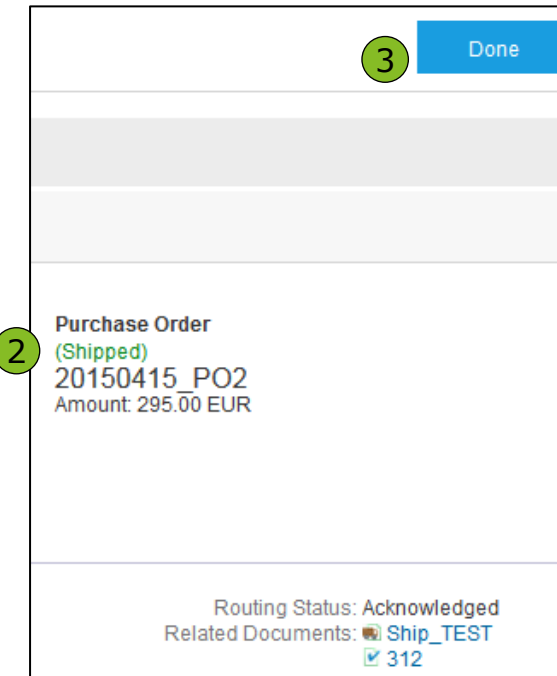 3
Done
Purchase Order
2
(Shipped)
20150415_PO2
Amount: 295.00 EUR
Routing Status: Acknowledged
Related Documents: Ship_TEST
312